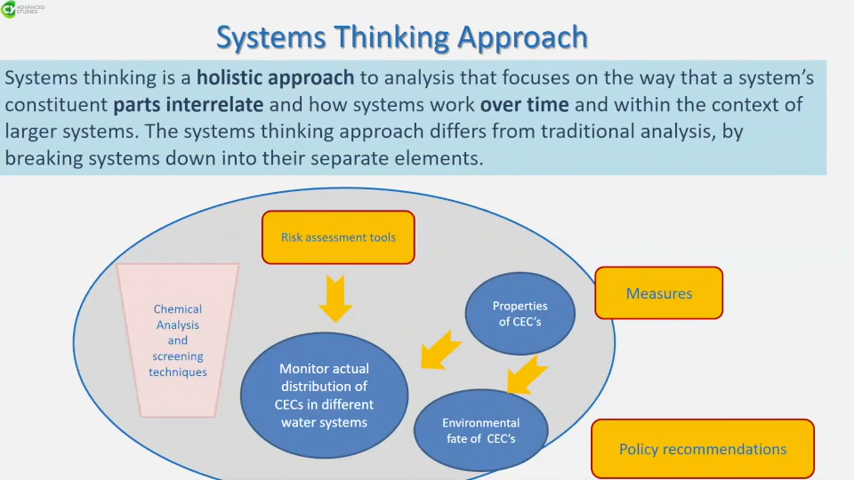 ADVANCED
STUDIES
Systems Thinking Approach
Systems thinking is a holistic approach to analysis that focuses on the way that a system's
constituent parts interrelate and how systems work over time and within the context of
larger systems. The systems thinking approach differs from traditional analysis, by
breaking systems down into their separate elements.
Risk assessment tools
Chemical
Analysis
and
screening
techniques
Properties
of CEC's
Measures
Monitor actual
distribution of
CECs in different
water systems
Environmental
fate of CEC's
Policy recommendations